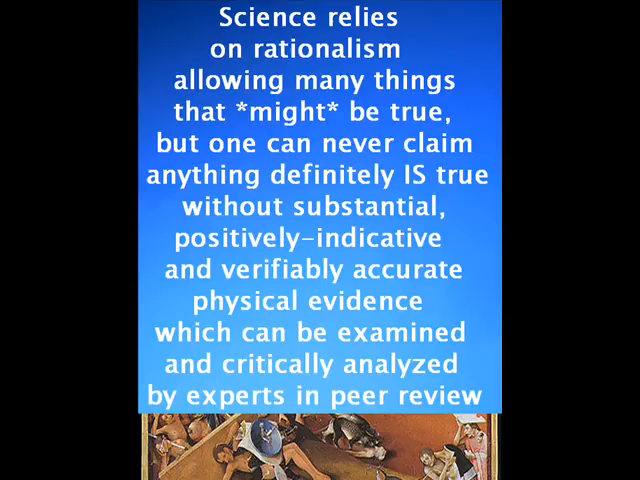 Science relies
on rationalism
allowing many things
that *might* be true,
but one can never claim
anything definitely IS true
without substantial,
positively-indicative
and verifiably accurate
physical evidence
which can be examined
and critically analyzed
by experts in peer review